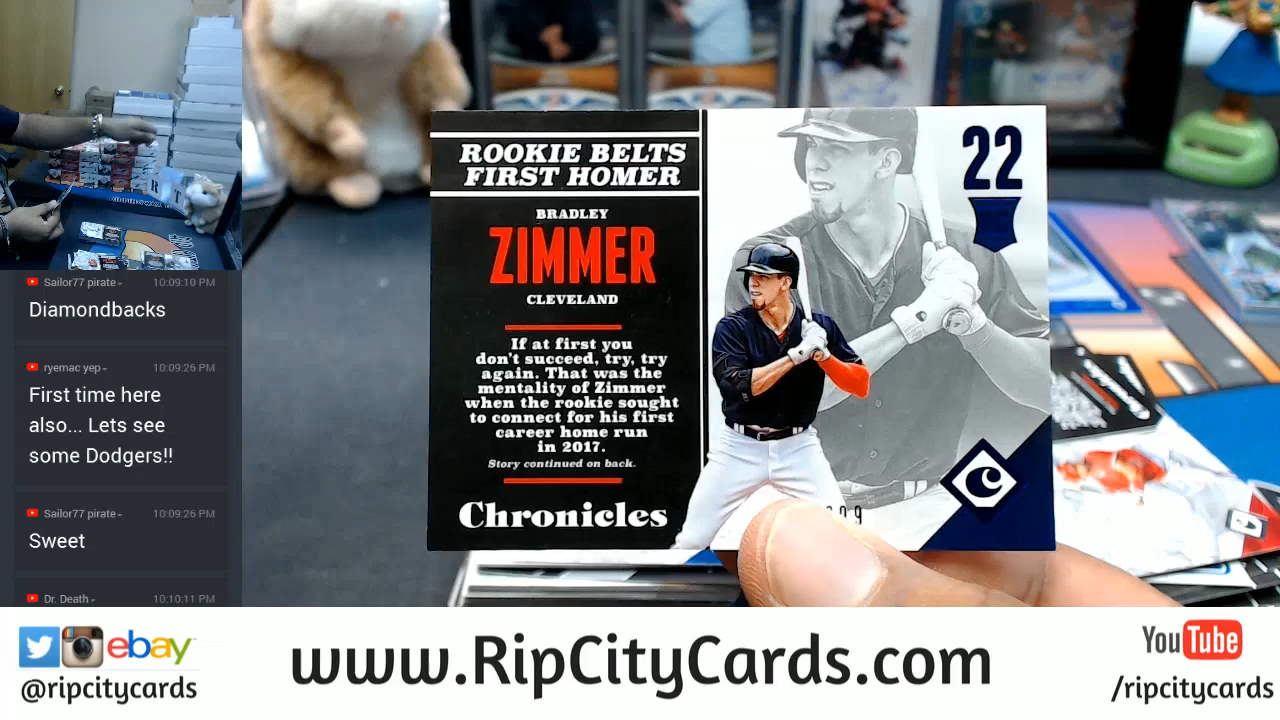 Sailor77 pirate 10:09:10 PM
Diamondbacks
ryemac yep 10:09:26 PM
First time here
also... Lets see
some Dodgers!!
Sailor77 pirate 10:09:26 PM
Sweet
Dr. Death 10:10:11 PM
ROOKIE BELTS
FIRST HOMER
BRADLEY
ZIMMER
CLEVELAND
If at first you
don't succeed, try, try
again. That was the
mentality of Zimmer
when the rookie sought
to connect for his first
career home run
in 2017.
Story continued on back.
Chronicles
22
C
ebay
@ripcitycards
www.RipCityCards.com
YouTube
/ripcitycards